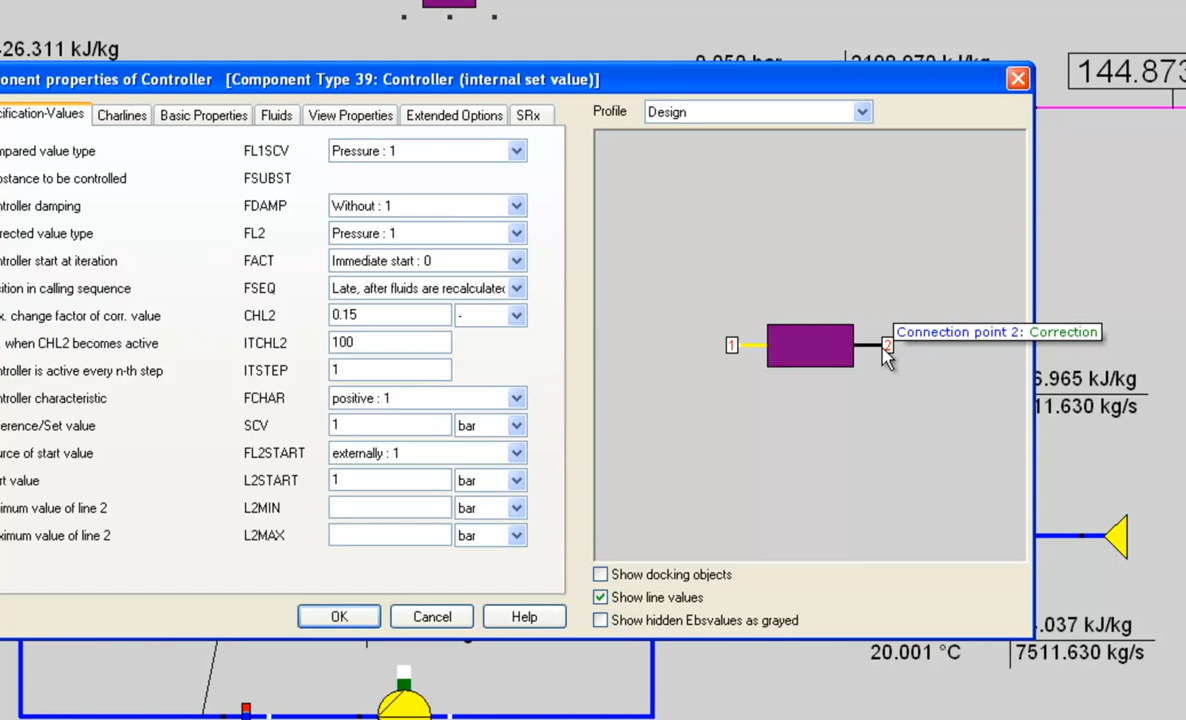 26.311 kJ/kg
144.873
onent properties of Controller [Component Type 39: Controller (internal set value)]
cification-Values
Charlines
Basic Properties
Fluids
View Properties
Extended Options
SRx
Profile
Design
mpared value type FL1SCV Pressure : 1
bstance to be controlled FSUBST
ntroller damping FDAMP Without : 1
rrected value type FL2 Pressure : 1
ntroller start at iteration FACT Immediate start : 0
sition in calling sequence FSEQ Late, after fluids are recalculated
x. change factor of corr. value CHL2 0.15 -
. when CHL2 becomes active ITCHL2 100
ntroller is active every n-th step ITSTEP 1
ntroller characteristic FCHAR positive : 1
erence/Set value SCV 1 bar
urce of start value FL2START externally : 1
rt value L2START 1 bar
nimum value of line 2 L2MIN bar
ximum value of line 2 L2MAX bar
1
2
Connection point 2: Correction
6.965 kJ/kg
11.630 kg/s
Show docking objects
Show line values
Show hidden Ebsvalues as grayed
OK
Cancel
Help
.037 kJ/kg
20.001 °C
7511.630 kg/s